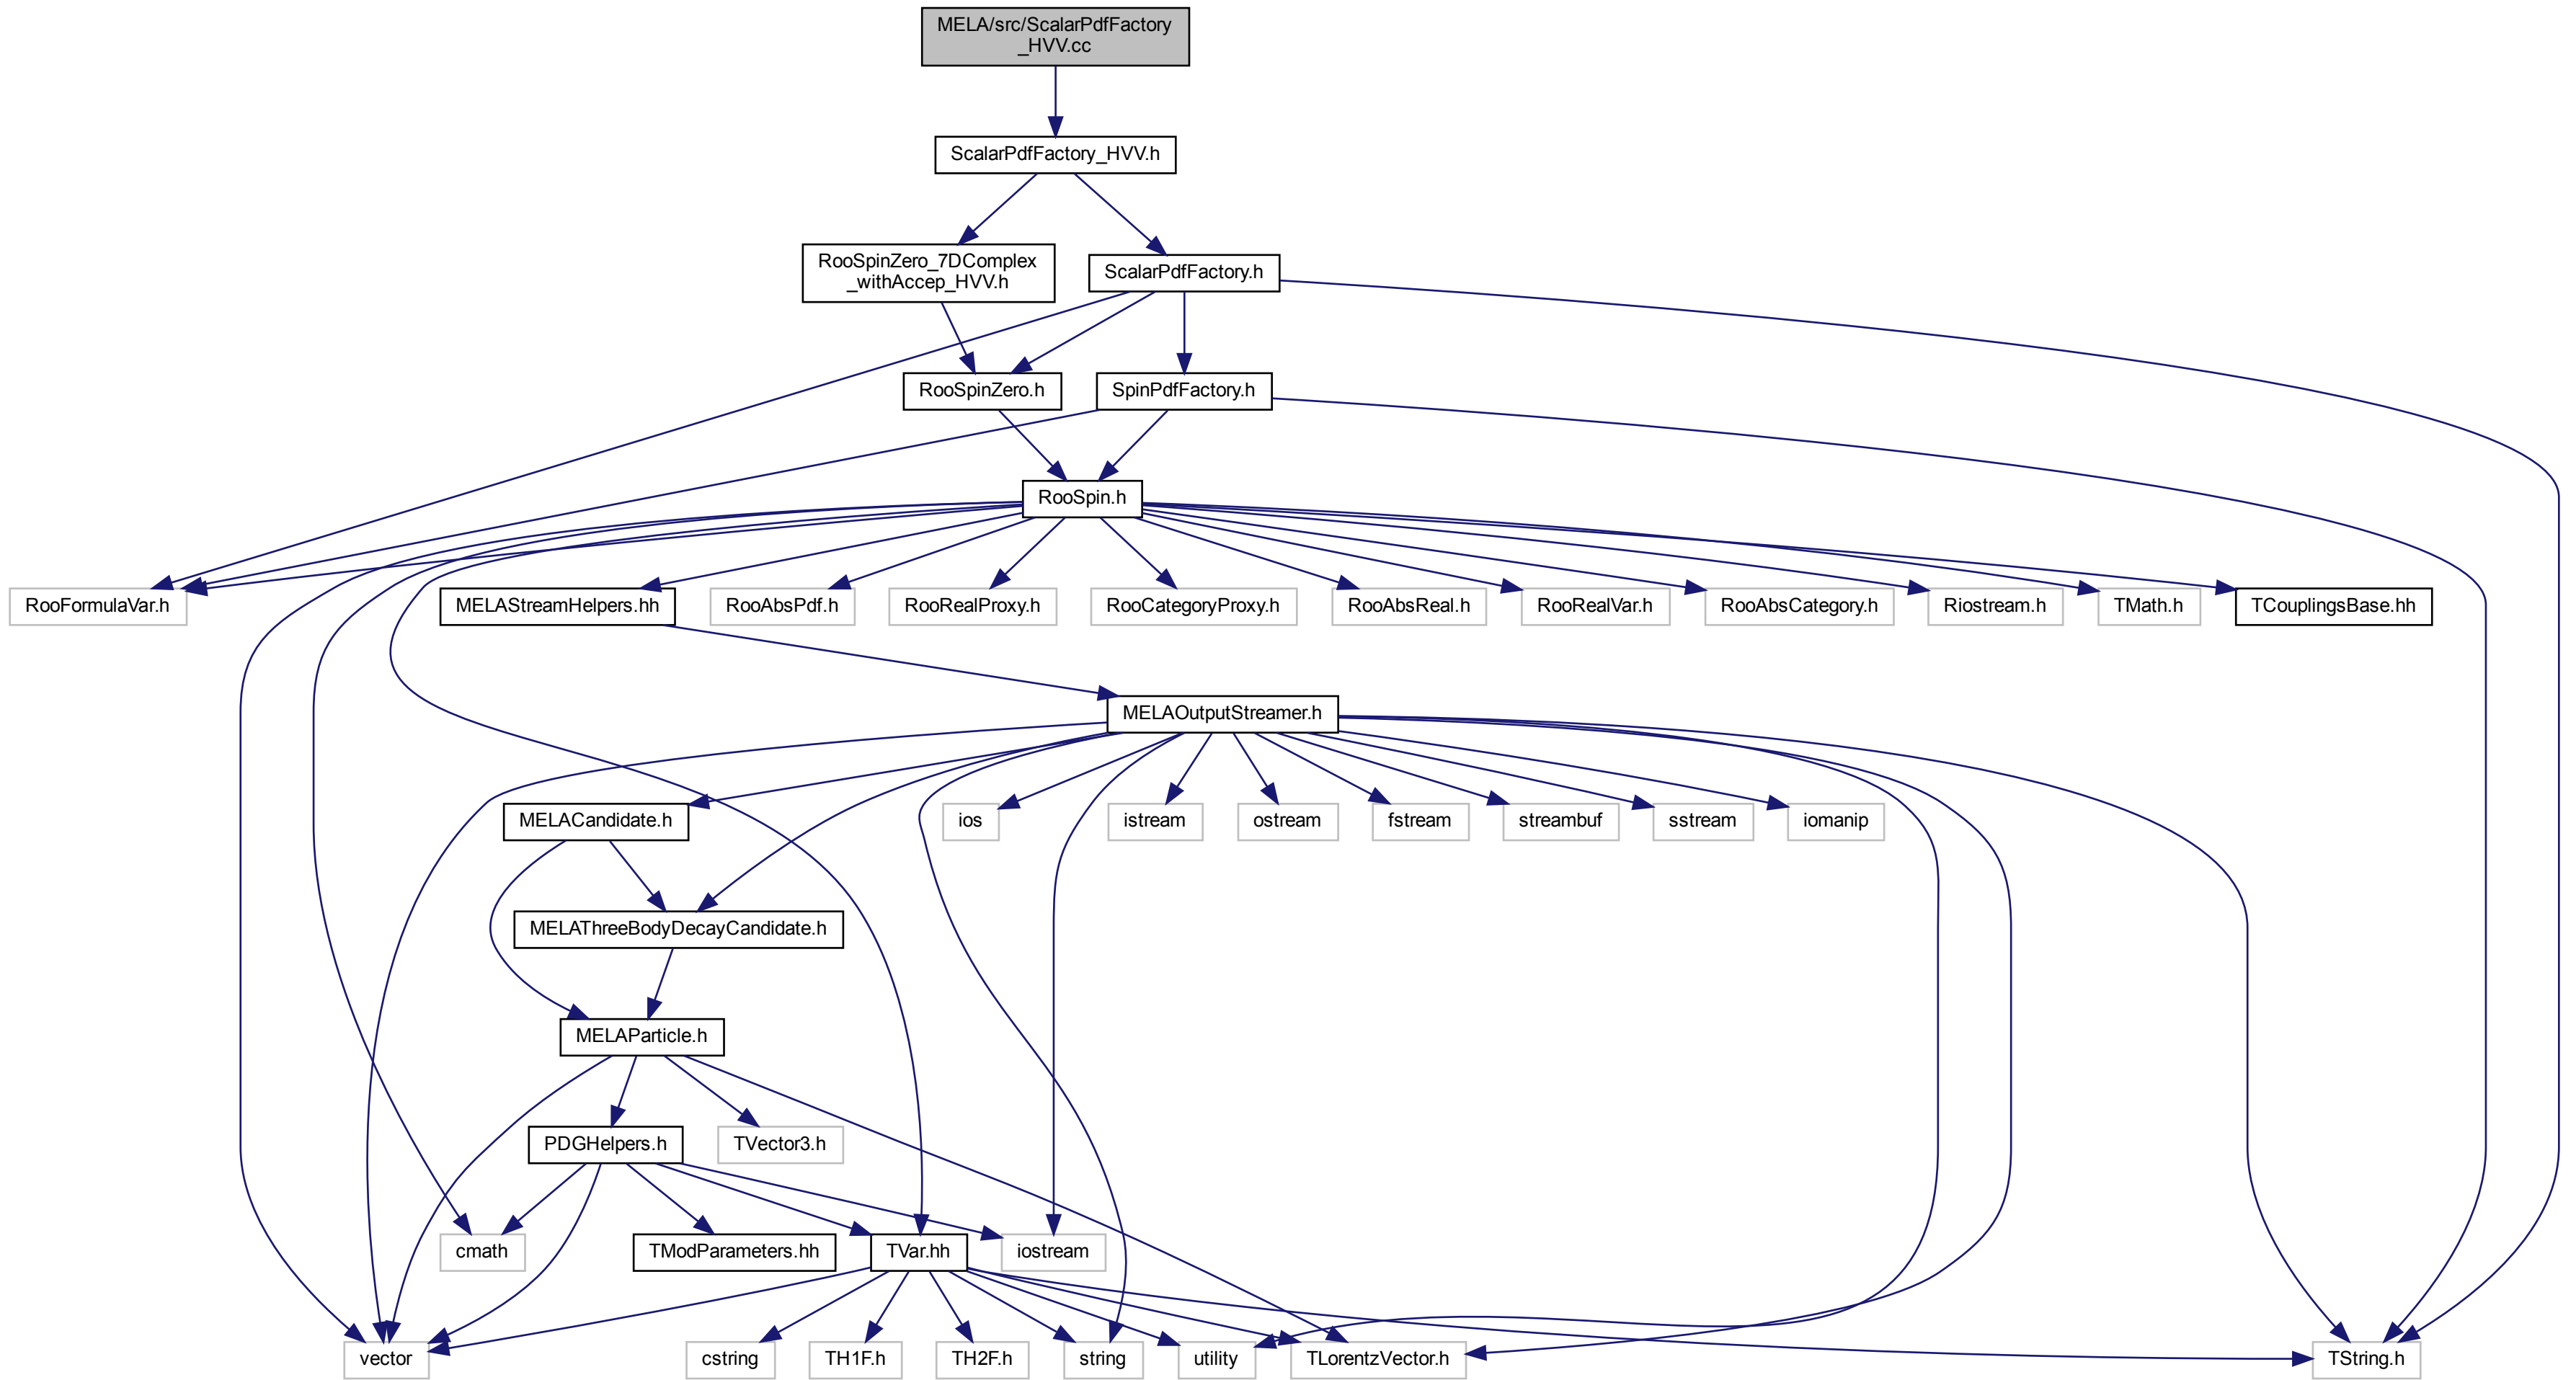 MELA/src/ScalarPdfFactory
_HVV.cc
ScalarPdfFactory_HVV.h
RooSpinZero_7DComplex
_withAccep_HVV.h
ScalarPdfFactory.h
RooSpinZero.h
SpinPdfFactory.h
RooSpin.h
RooFormulaVar.h
MELAStreamHelpers.hh
RooAbsPdf.h
RooRealProxy.h
RooCategoryProxy.h
RooAbsReal.h
RooRealVar.h
RooAbsCategory.h
Riostream.h
TMath.h
TCouplingsBase.hh
MELAOutputStreamer.h
MELACandidate.h
ios
istream
ostream
fstream
streambuf
sstream
iomanip
MELAThreeBodyDecayCandidate.h
MELAParticle.h
PDGHelpers.h
TVector3.h
cmath
TModParameters.hh
TVar.hh
iostream
vector
cstring
TH1F.h
TH2F.h
string
utility
TLorentzVector.h
TString.h